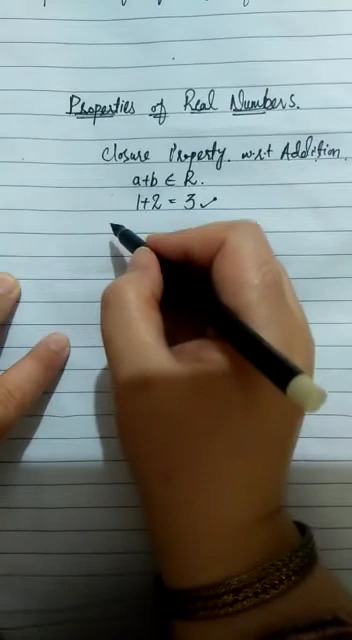 Properties of Real Numbers.
Closure Property w.r.t Addition.
a+b ∈ R.
1+2 = 3 ✓